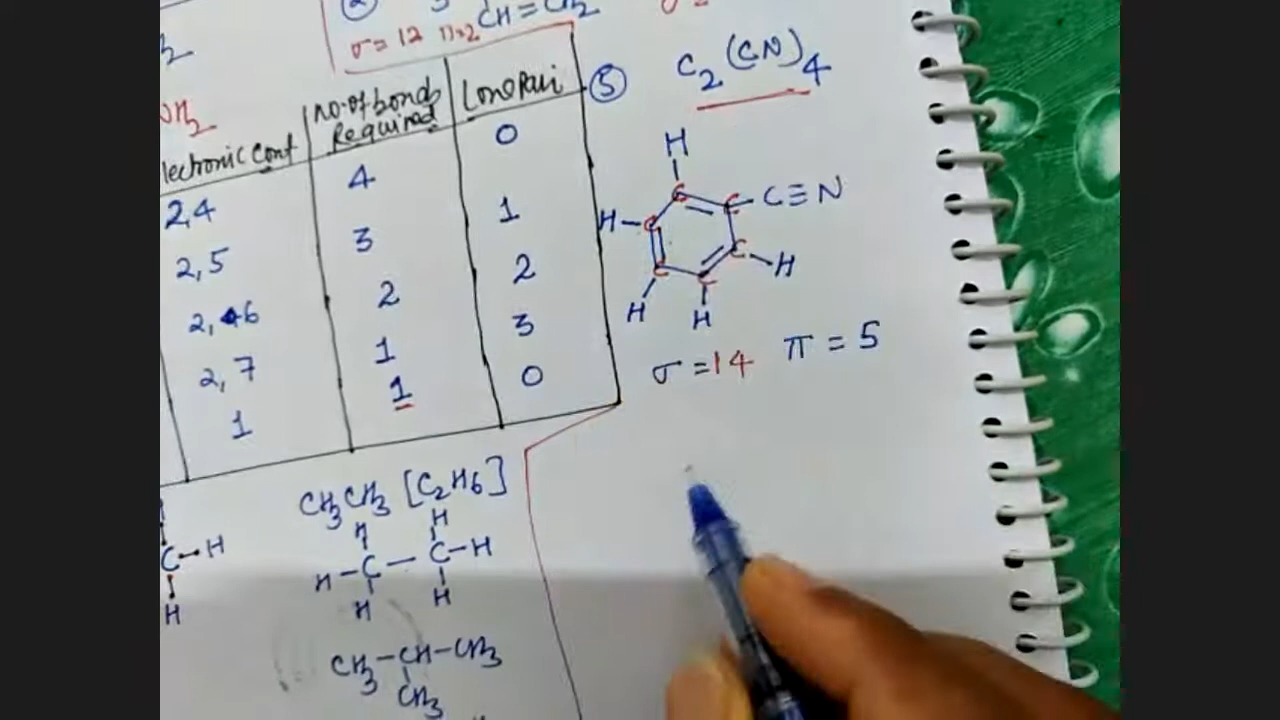 ②
CH=CH₂
σ=12 π=2
No. of bonds Required
Lone Pair
lectronic Conf
2,4 4 0
2,5 3 1
2,6 2 2
2,7 1 3
1 1 0
⑤ C₂(CN)₄
H
H C C C≡N
C C C H
H H
σ=14 π=5
CH₃CH₃ [C₂H₆]
H H
H-C-C-H
H H
C-H
H
CH₃-CH-CH₃
CH₃